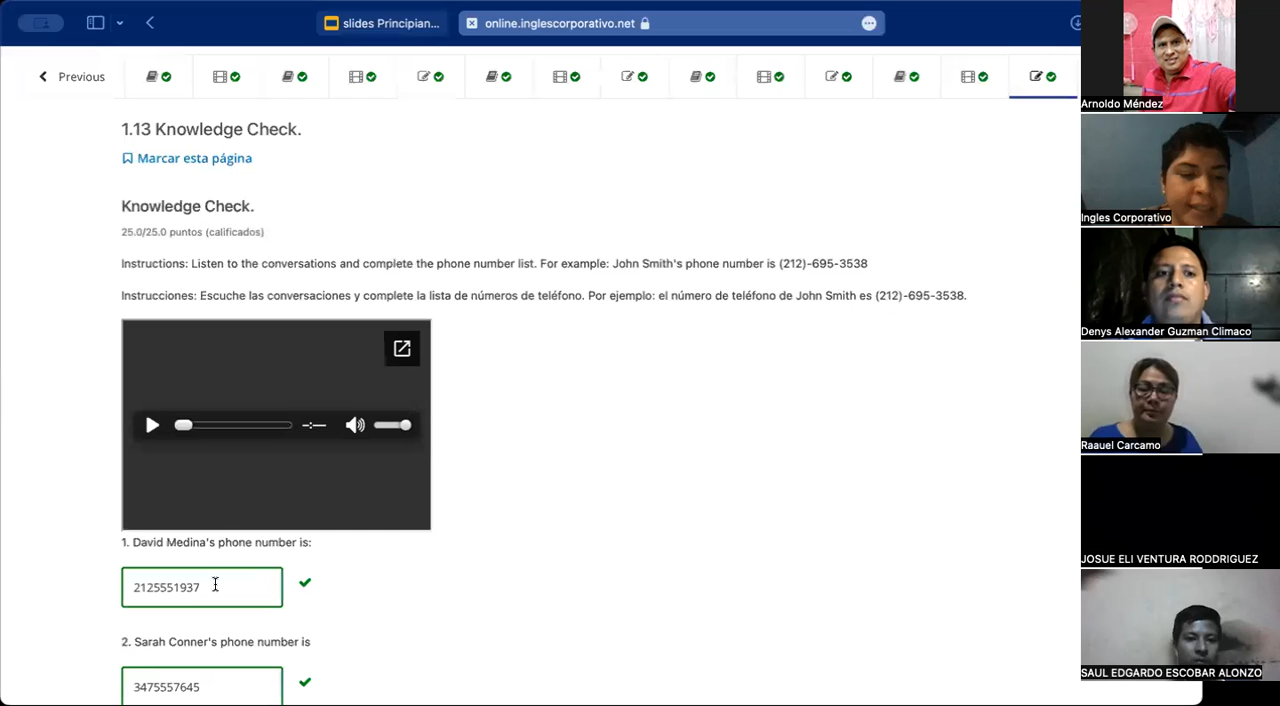 slides Principian...
online.inglescorporativo.net
Previous
1.13 Knowledge Check.
Marcar esta página
Knowledge Check.
25.0/25.0 puntos (calificados)
Instructions: Listen to the conversations and complete the phone number list. For example: John Smith's phone number is (212)-695-3538
Instrucciones: Escuche las conversaciones y complete la lista de números de teléfono. Por ejemplo: el número de teléfono de John Smith es (212)-695-3538.
-:--
1. David Medina's phone number is:
2125551937
2. Sarah Conner's phone number is
3475557645
Arnoldo Méndez
Ingles Corporativo
Denys Alexander Guzman Climaco
Raauel Carcamo
JOSUE ELI VENTURA RODDRIGUEZ
SAUL EDGARDO ESCOBAR ALONZO